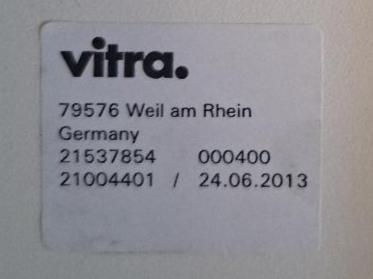 vitra.
79576 Weil am Rhein
Germany
21537854 000400
21004401 / 24.06.2013